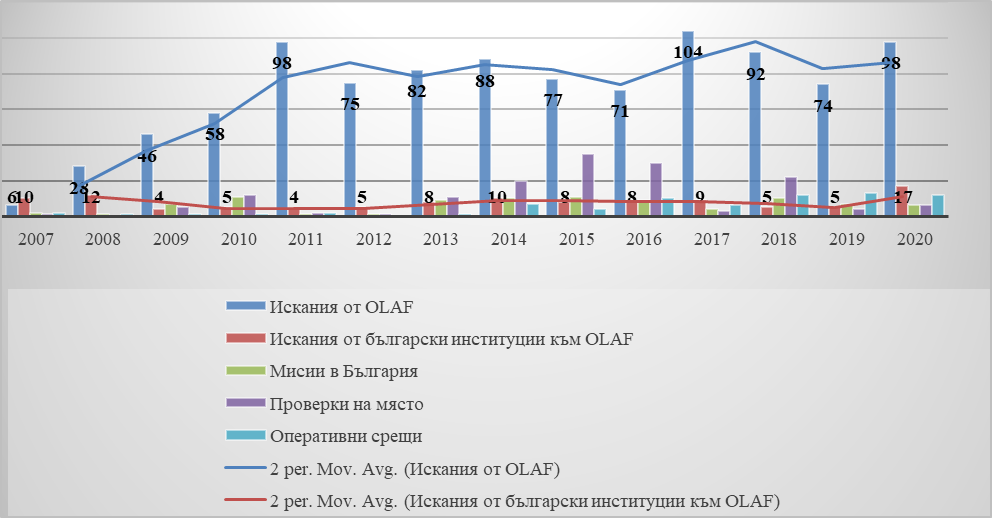 104
98 98
92
88
82
77
75 74
71
58
46
28
6 10 12 4 5 4 5 8 10 8 8 9 5 5 17
2007 2008 2009 2010 2011 2012 2013 2014 2015 2016 2017 2018 2019 2020
Искания от OLAF
Искания от български институции към OLAF
Мисии в България
Проверки на място
Оперативни срещи
2 per. Mov. Avg. (Искания от OLAF)
2 per. Mov. Avg. (Искания от български институции към OLAF)